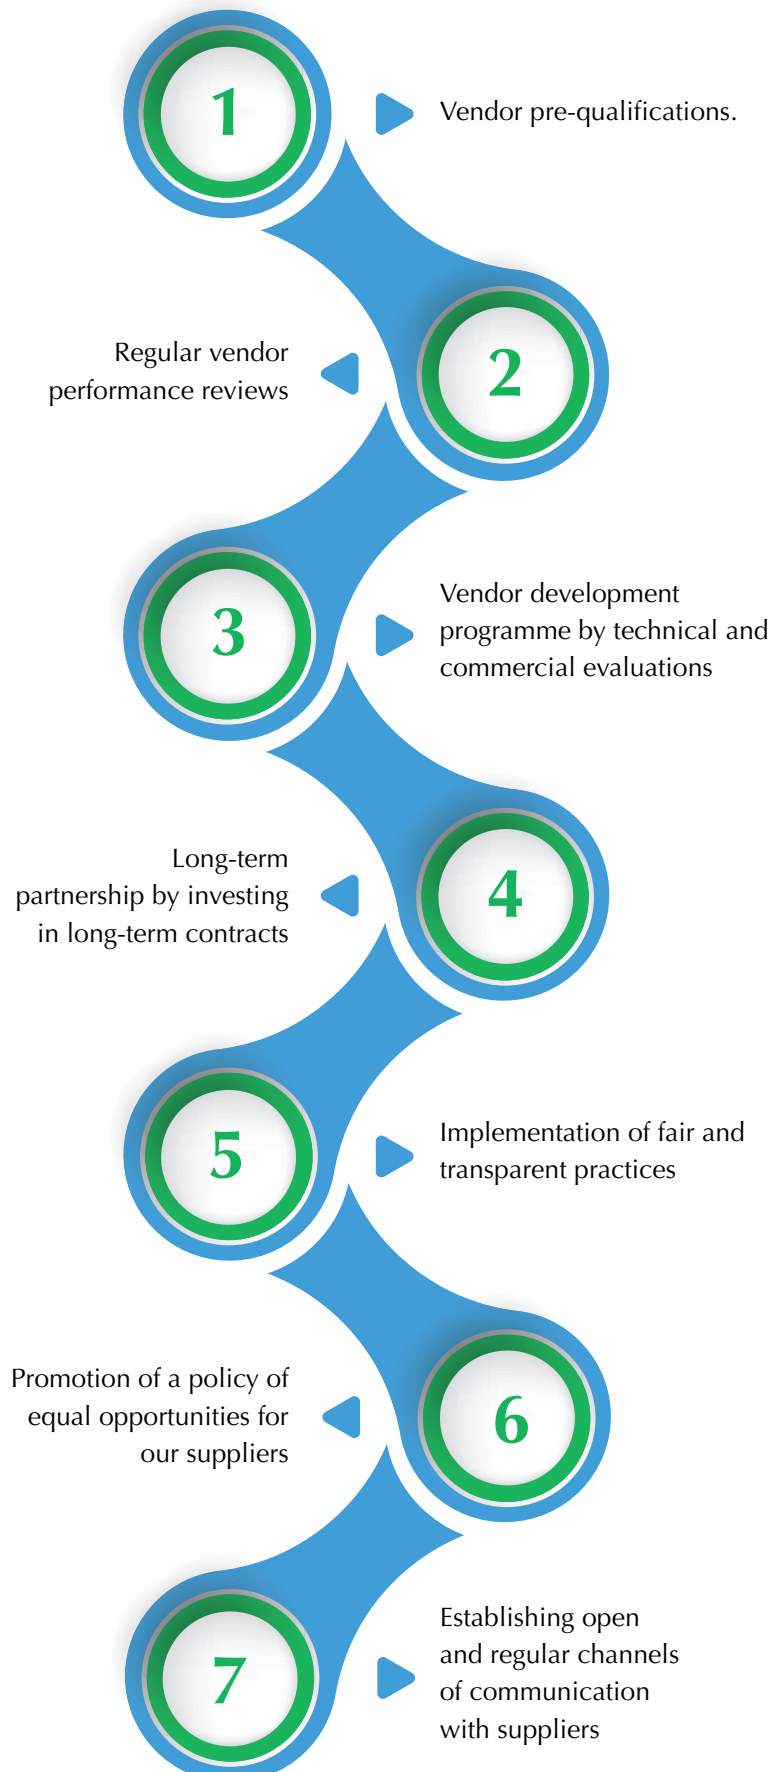 1
Vendor pre-qualifications.
2
Regular vendor
performance reviews
3
Vendor development
programme by technical and
commercial evaluations
4
Long-term
partnership by investing
in long-term contracts
5
Implementation of fair and
transparent practices
6
Promotion of a policy of
equal opportunities for
our suppliers
7
Establishing open
and regular channels
of communication
with suppliers